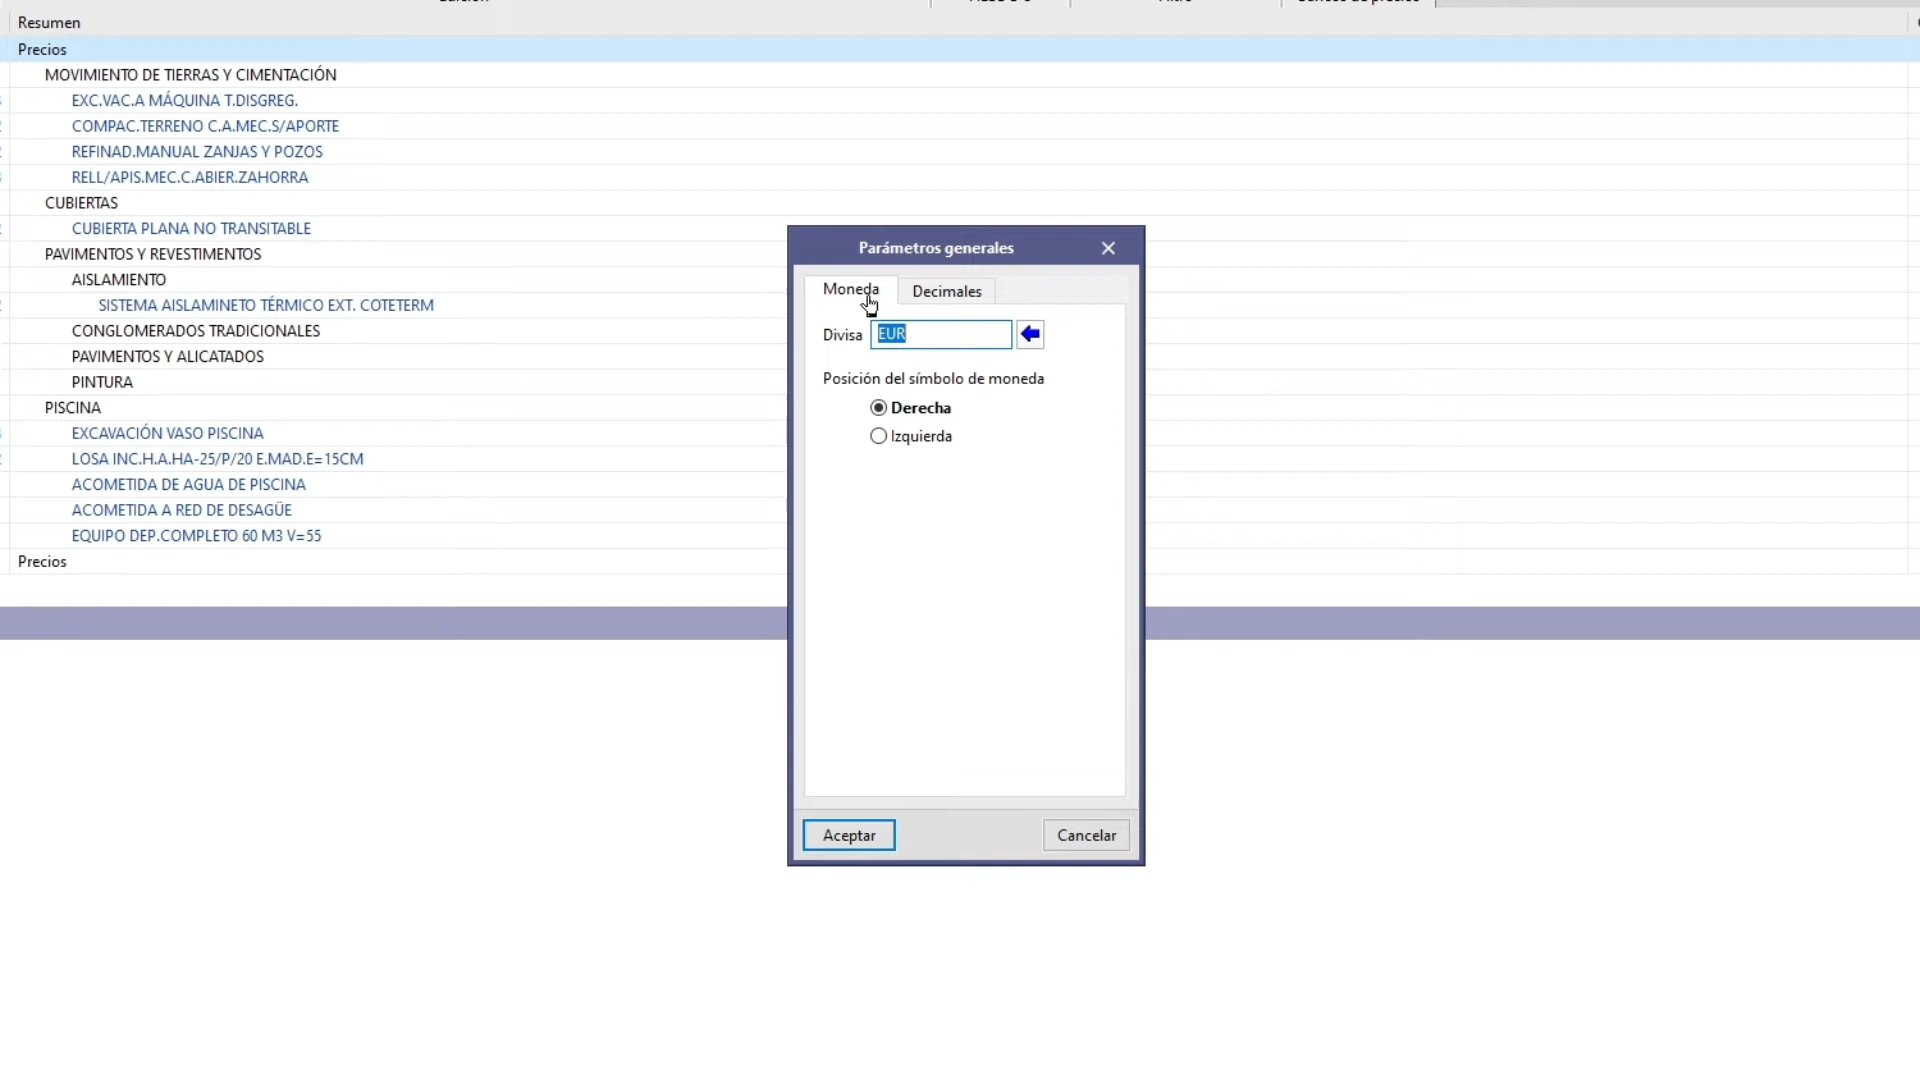 Resumen
Precios
MOVIMIENTO DE TIERRAS Y CIMENTACIÓN
EXC.VAC.A MÁQUINA T.DISGREG.
COMPAC.TERRENO C.A.MEC.S/APORTE
REFINAD.MANUAL ZANJAS Y POZOS
RELL/APIS.MEC.C.ABIER.ZAHORRA
CUBIERTAS
CUBIERTA PLANA NO TRANSITABLE
PAVIMENTOS Y REVESTIMENTOS
AISLAMIENTO
SISTEMA AISLAMINETO TÉRMICO EXT. COTETERM
CONGLOMERADOS TRADICIONALES
PAVIMENTOS Y ALICATADOS
PINTURA
PISCINA
EXCAVACIÓN VASO PISCINA
LOSA INC.H.A.HA-25/P/20 E.MAD.E=15CM
ACOMETIDA DE AGUA DE PISCINA
ACOMETIDA A RED DE DESAGÜE
EQUIPO DEP.COMPLETO 60 M3 V=55
Precios
Parámetros generales
Moneda Decimales
Divisa EUR
Posición del símbolo de moneda
Derecha
Izquierda
Aceptar Cancelar